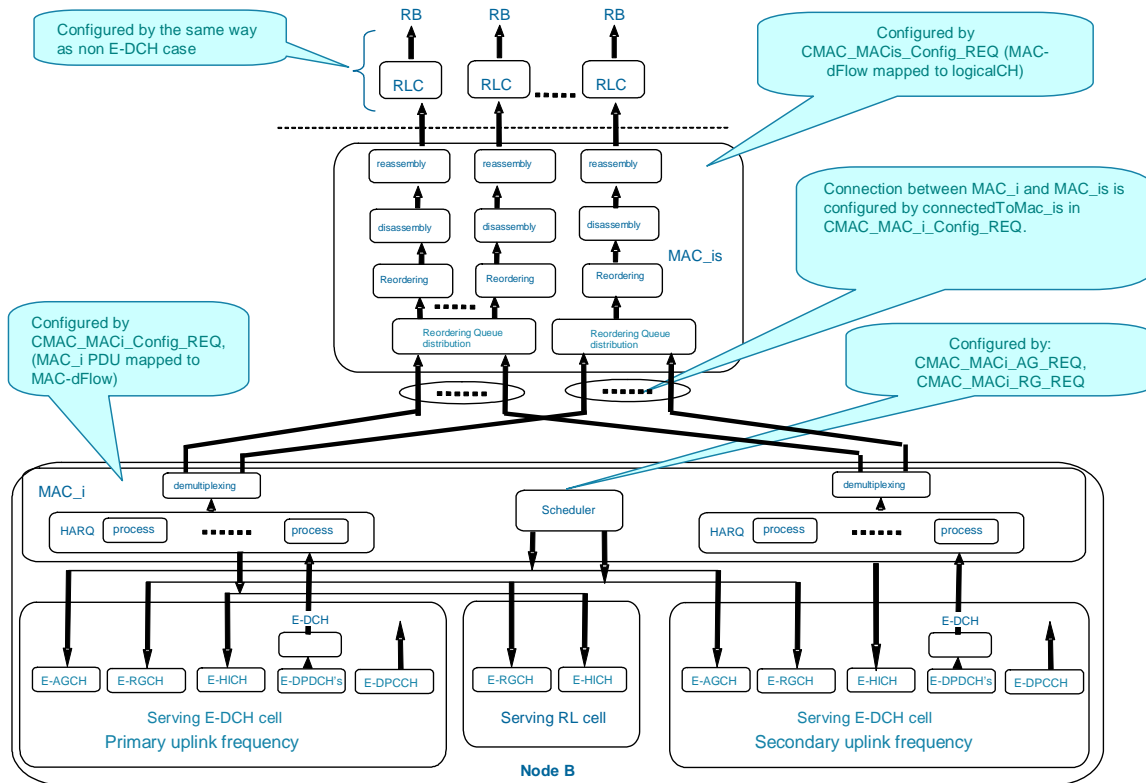 Configured by the same way
as non E-DCH case
RB
RB
RB
RLC
RLC
RLC
Configured by
CMAC_MACis_Config_REQ (MAC-
dFlow mapped to logicalCH)
reassembly
reassembly
reassembly
disassembly
disassembly
disassembly
MAC_is
Reordering
Reordering
Reordering
Reordering Queue
distribution
Reordering Queue
distribution
Connection between MAC_i and MAC_is is
configured by connectedToMac_is in
CMAC_MAC_i_Config_REQ.
Configured by
CMAC_MACi_Config_REQ,
(MAC_i PDU mapped to
MAC-dFlow)
Configured by:
CMAC_MACi_AG_REQ,
CMAC_MACi_RG_REQ
MAC_i
demultiplexing
demultiplexing
Scheduler
HARQ
process
process
HARQ
process
process
E-DCH
E-DCH
E-AGCH
E-RGCH
E-HICH
E-DPDCH's
E-DPCCH
E-RGCH
E-HICH
E-AGCH
E-RGCH
E-HICH
E-DPDCH's
E-DPCCH
Serving E-DCH cell
Primary uplink frequency
Serving RL cell
Serving E-DCH cell
Secondary uplink frequency
Node B